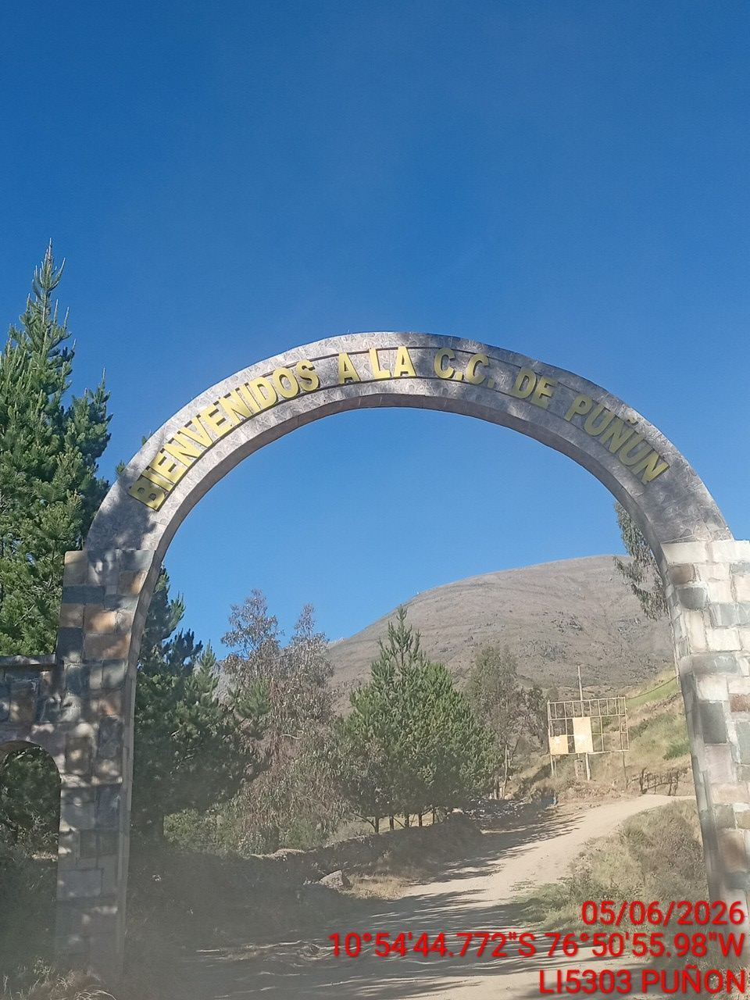 BIENVENIDOS A LA C.C. DE PUÑUN
05/06/2026
10°54'44.772"S 76°50'55.98"W
LI5303 PUÑON